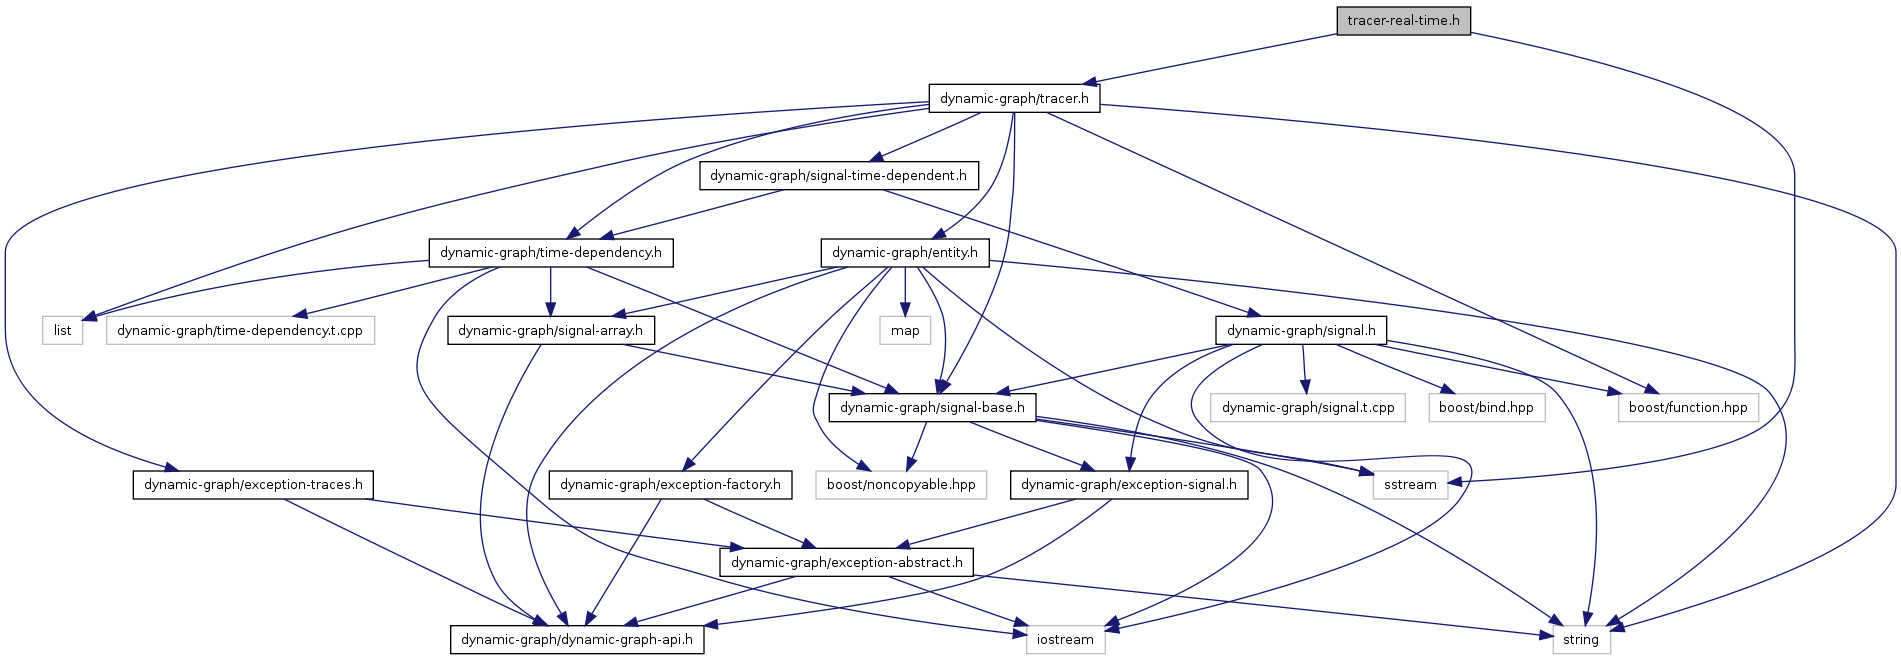 tracer-real-time.h
dynamic-graph/tracer.h
dynamic-graph/signal-time-dependent.h
dynamic-graph/time-dependency.h
dynamic-graph/entity.h
list
dynamic-graph/time-dependency.t.cpp
dynamic-graph/signal-array.h
map
dynamic-graph/signal.h
dynamic-graph/signal-base.h
dynamic-graph/signal.t.cpp
boost/bind.hpp
boost/function.hpp
dynamic-graph/exception-traces.h
dynamic-graph/exception-factory.h
boost/noncopyable.hpp
dynamic-graph/exception-signal.h
sstream
dynamic-graph/exception-abstract.h
dynamic-graph/dynamic-graph-api.h
iostream
string